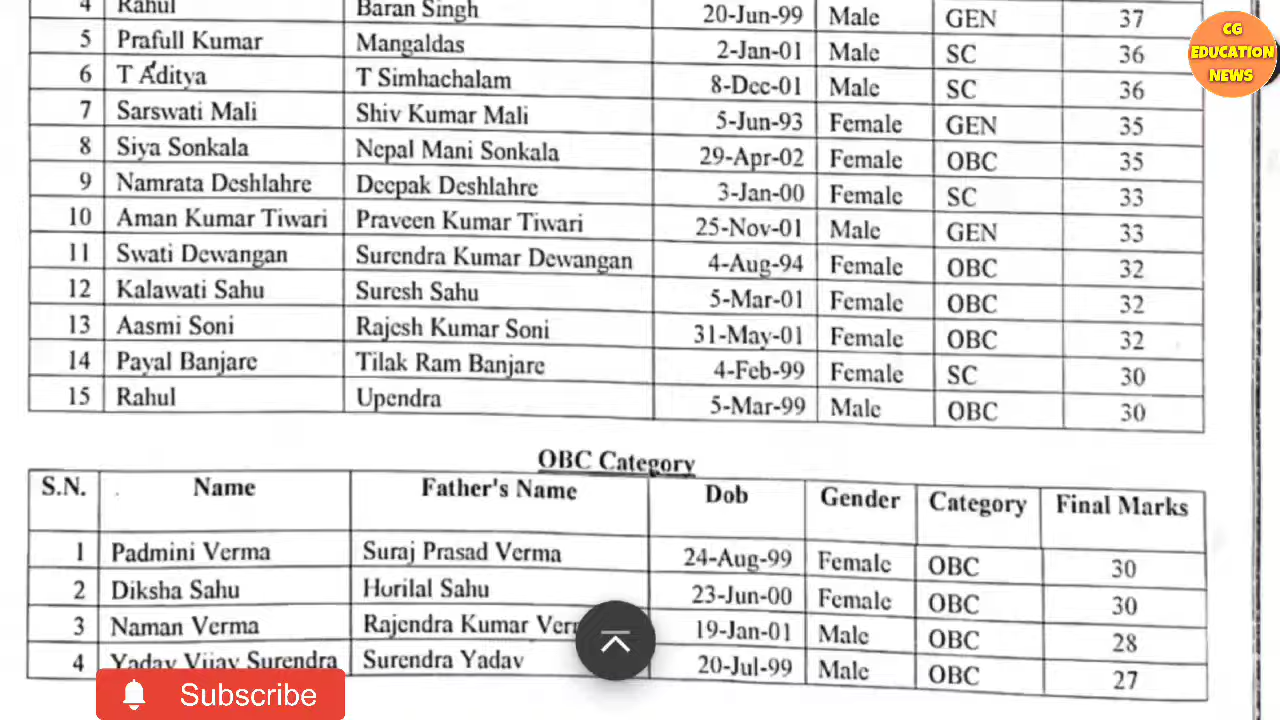 4 Rahul Baran Singh 20-Jun-99 Male GEN 37
5 Prafull Kumar Mangaldas 2-Jan-01 Male SC 36
6 T Aditya T Simhachalam 8-Dec-01 Male SC 36
7 Sarswati Mali Shiv Kumar Mali 5-Jun-93 Female GEN 35
8 Siya Sonkala Nepal Mani Sonkala 29-Apr-02 Female OBC 35
9 Namrata Deshlahre Deepak Deshlahre 3-Jan-00 Female SC 33
10 Aman Kumar Tiwari Praveen Kumar Tiwari 25-Nov-01 Male GEN 33
11 Swati Dewangan Surendra Kumar Dewangan 4-Aug-94 Female OBC 32
12 Kalawati Sahu Suresh Sahu 5-Mar-01 Female OBC 32
13 Aasmi Soni Rajesh Kumar Soni 31-May-01 Female OBC 32
14 Payal Banjare Tilak Ram Banjare 4-Feb-99 Female SC 30
15 Rahul Upendra 5-Mar-99 Male OBC 30
OBC Category
S.N. Name Father's Name Dob Gender Category Final Marks
1 Padmini Verma Suraj Prasad Verma 24-Aug-99 Female OBC 30
2 Diksha Sahu Horilal Sahu 23-Jun-00 Female OBC 30
3 Naman Verma Rajendra Kumar 19-Jan-01 Male OBC 28
4 Yadav Vijay Surendra Surendra Yadav 20-Jul-99 Male OBC 27
CG
EDUCATION
NEWS
Subscribe